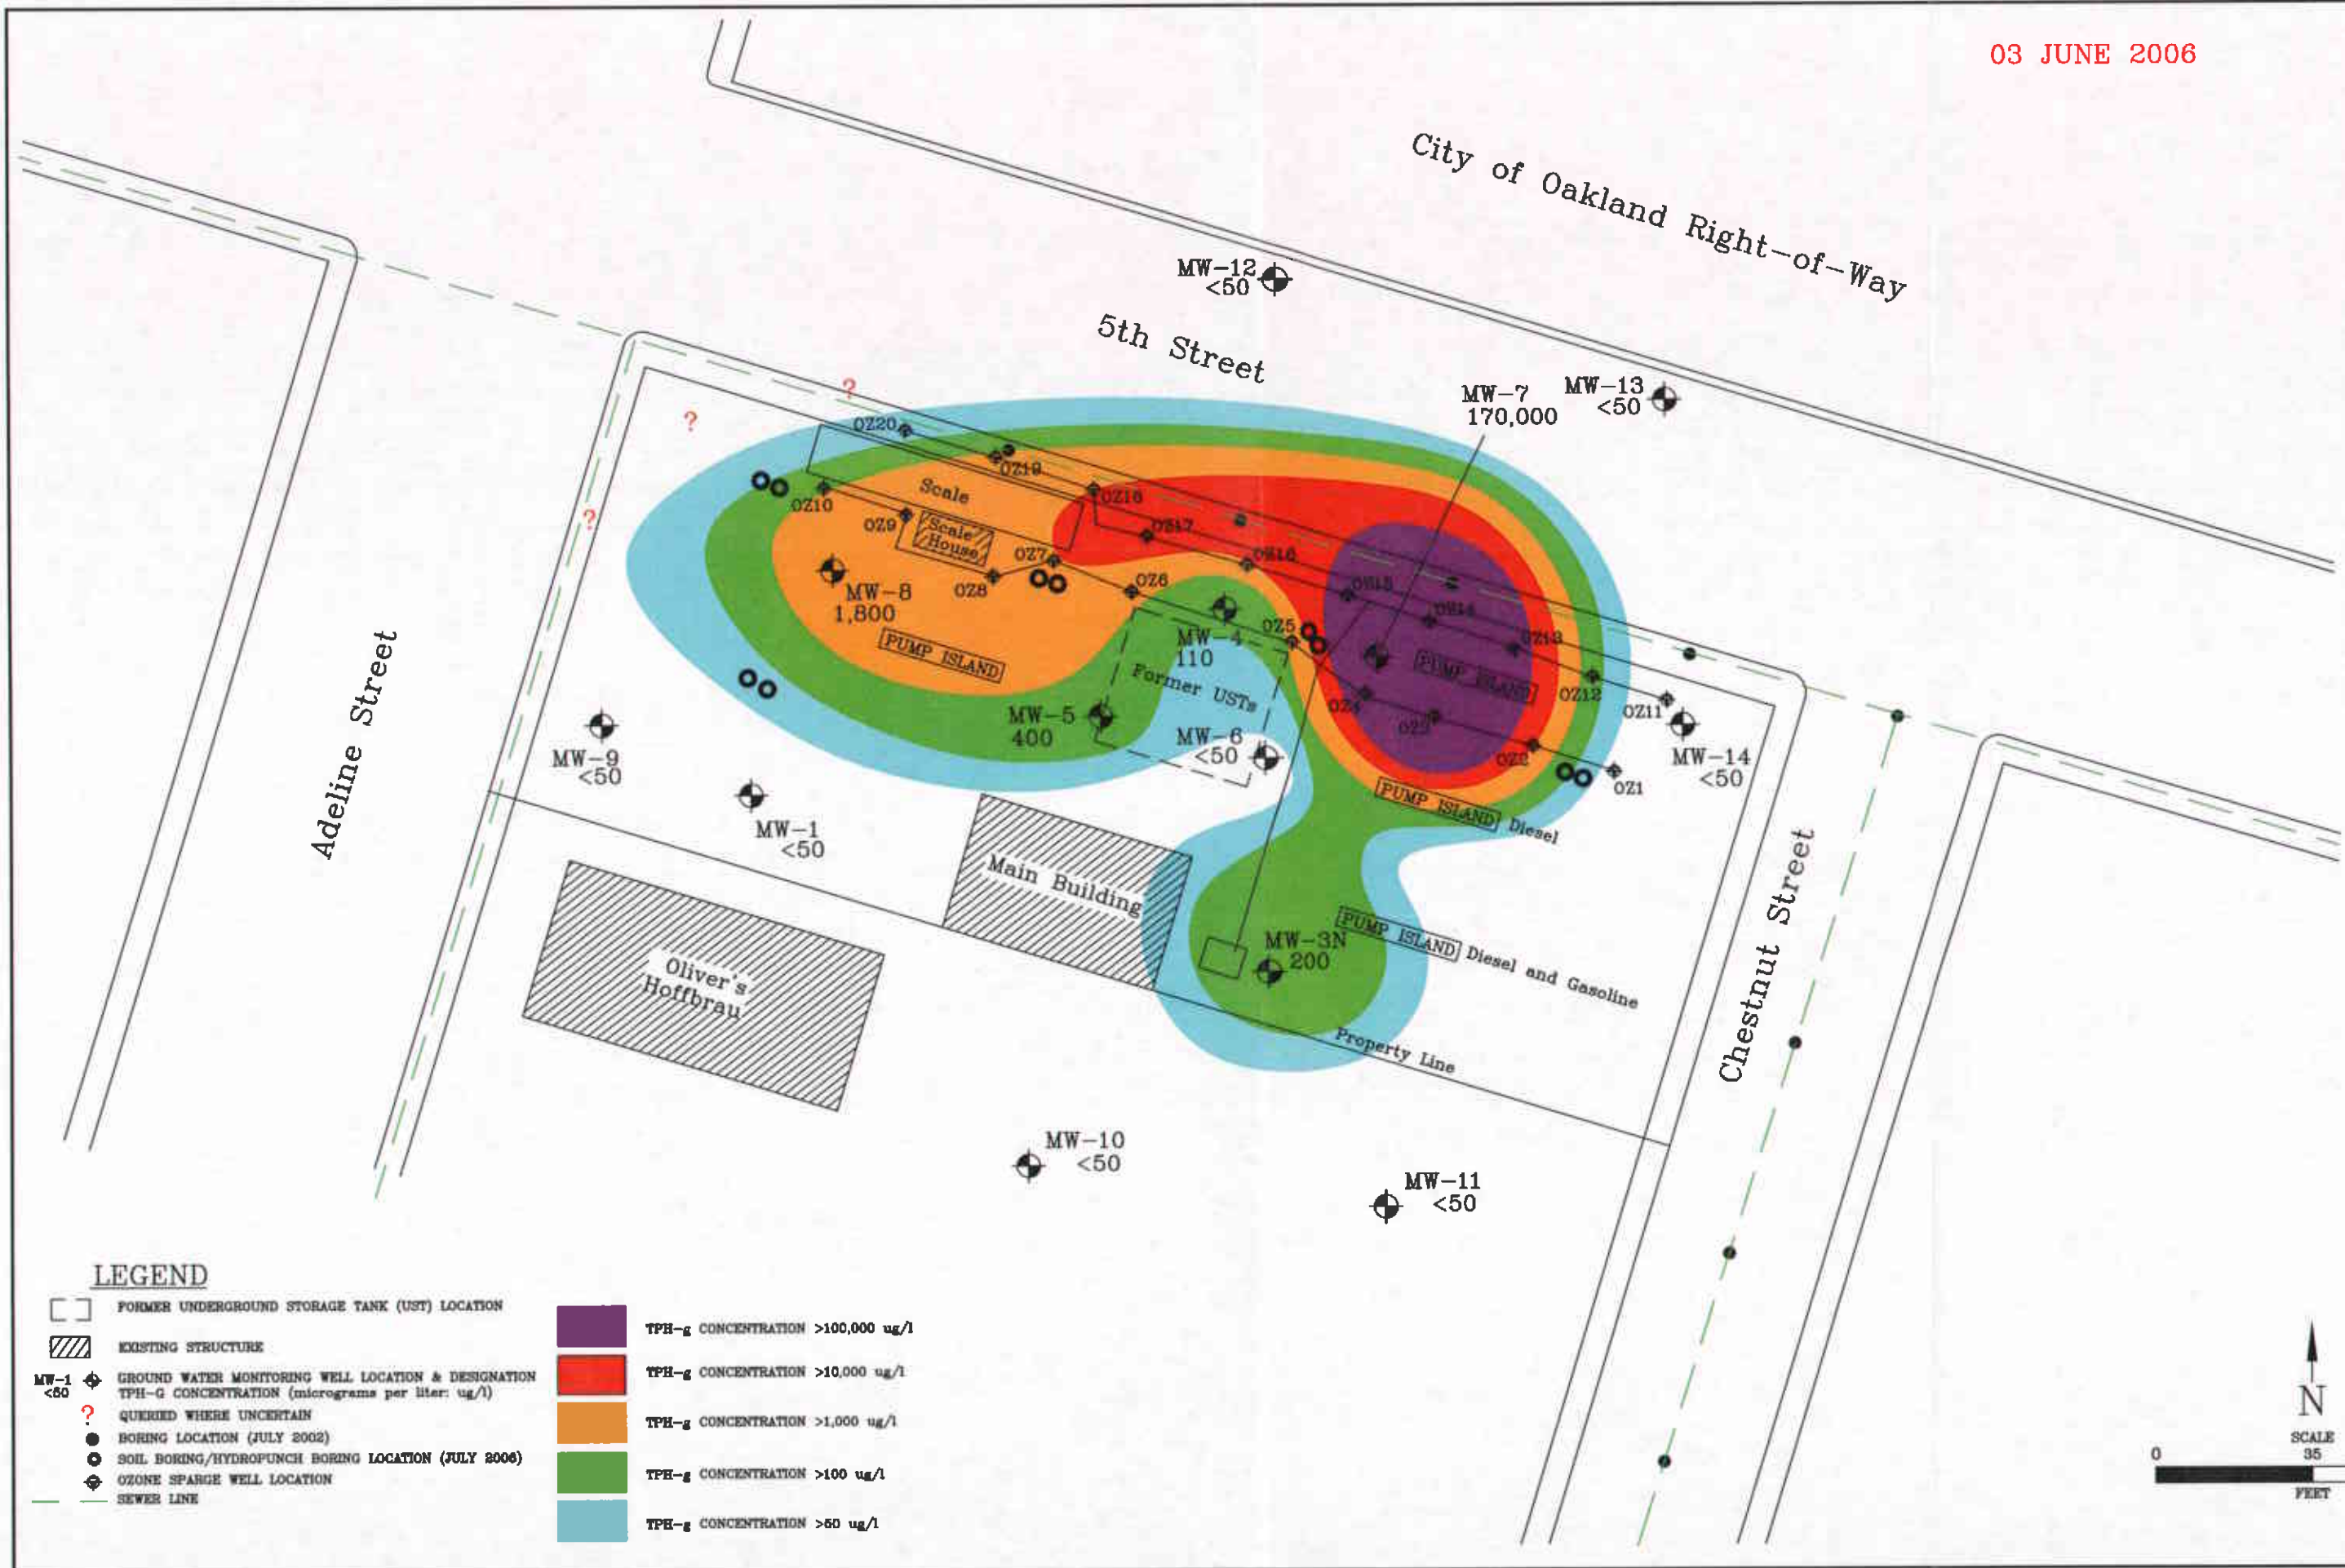 03 JUNE 2006
City of Oakland Right-of-Way
MW-12
<50
5th Street
MW-7
170,000
MW-13
<50
?
?
?
OZ20
OZ19
Scale
OZ10
OZ9
Scale
House
OZ18
OZ17
OZ16
OZ7
OZ8
OZ6
MW-8
1,800
PUMP ISLAND
MW-4
110
OZ5
OZ15
OZ14
OZ13
PUMP ISLAND
OZ12
OZ11
Former USTs
OZ4
OZ3
OZ2
OZ1
MW-5
400
MW-6
<50
MW-14
<50
MW-9
<50
MW-1
<50
PUMP ISLAND Diesel
Adeline Street
Main Building
Oliver's
Hoffbrau
MW-3N
200
PUMP ISLAND Diesel and Gasoline
Property Line
Chestnut Street
MW-10
<50
MW-11
<50
LEGEND
FORMER UNDERGROUND STORAGE TANK (UST) LOCATION
EXISTING STRUCTURE
MW-1
<50
GROUND WATER MONITORING WELL LOCATION & DESIGNATION
TPH-G CONCENTRATION (micrograms per liter: ug/l)
? QUERIED WHERE UNCERTAIN
BORING LOCATION (JULY 2002)
SOIL BORING/HYDROPUNCH BORING LOCATION (JULY 2006)
OZONE SPARGE WELL LOCATION
SEWER LINE
TPH-g CONCENTRATION >100,000 ug/l
TPH-g CONCENTRATION >10,000 ug/l
TPH-g CONCENTRATION >1,000 ug/l
TPH-g CONCENTRATION >100 ug/l
TPH-g CONCENTRATION >50 ug/l
N
SCALE
0 35
FEET